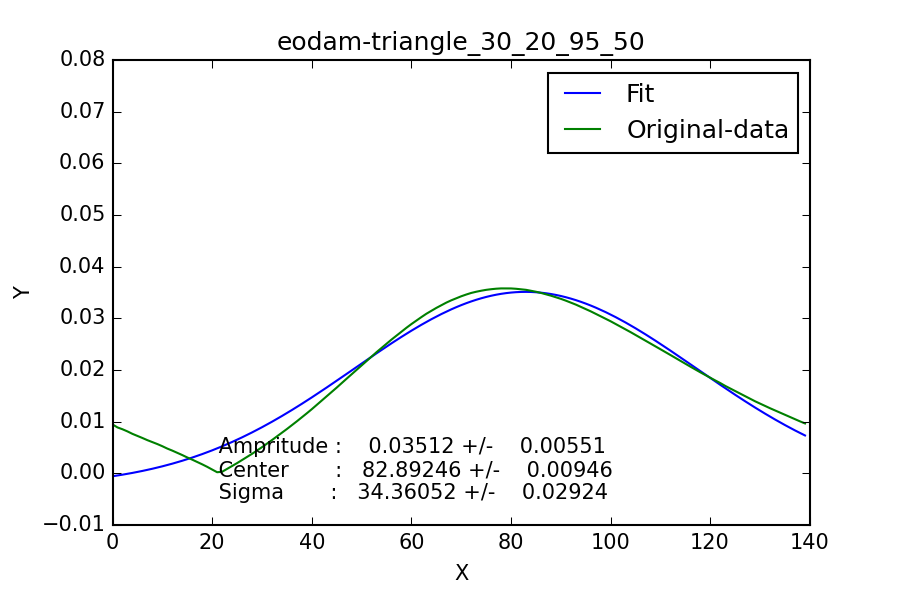 eodam-triangle_30_20_95_50
Fit
Original-data
0.08
0.07
0.06
0.05
0.04
0.03
0.02
0.01
0.00
−0.01
Y
Ampritude : 0.03512 +/- 0.00551
Center : 82.89246 +/- 0.00946
Sigma : 34.36052 +/- 0.02924
0 20 40 60 80 100 120 140
X